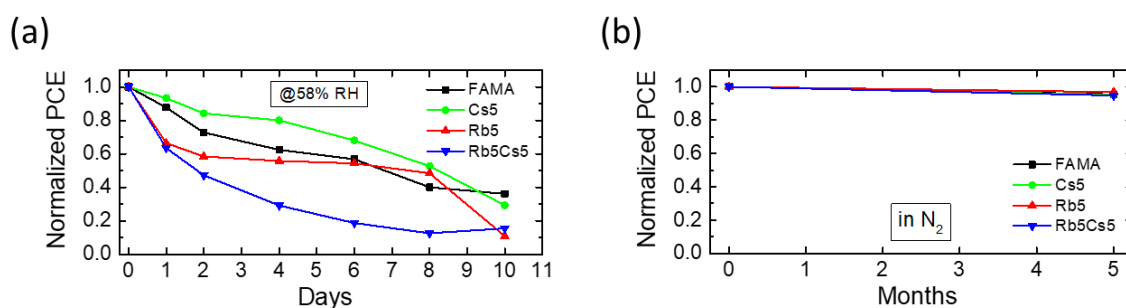 (a)
Normalized PCE
1.0
0.8
0.6
0.4
0.2
0.0
@58% RH
FAMA
Cs5
Rb5
Rb5Cs5
0 1 2 3 4 5 6 7 8 9 10 11
Days
(b)
Normalized PCE
1.0
0.8
0.6
0.4
0.2
0.0
FAMA
Cs5
Rb5
Rb5Cs5
in N₂
0 1 2 3 4 5
Months